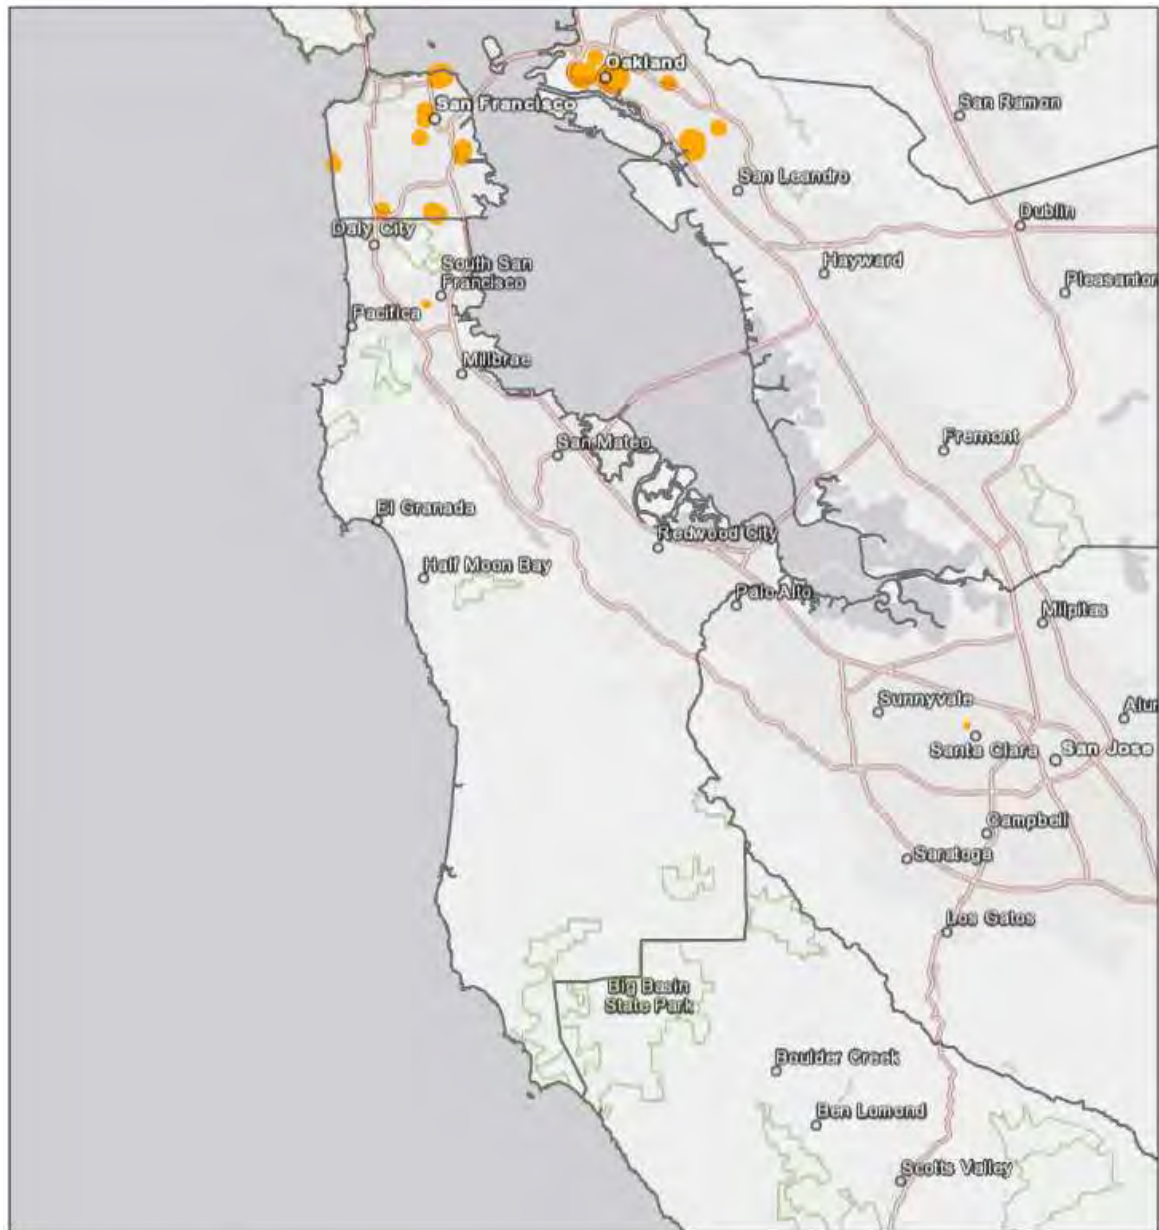 Oakland
San Francisco
San Ramon
San Leandro
Dublin
Daly City
South San
Francisco
Hayward
Pleasanton
Pacifica
Millbrae
San Mateo
Fremont
El Granada
Redwood City
Half Moon Bay
Palo Alto
Milpitas
Sunnyvale
Alur
Santa Clara
San Jose
Campbell
Saratoga
Los Gatos
Big Basin
State Park
Boulder Creek
Ben Lomond
Scotts Valley